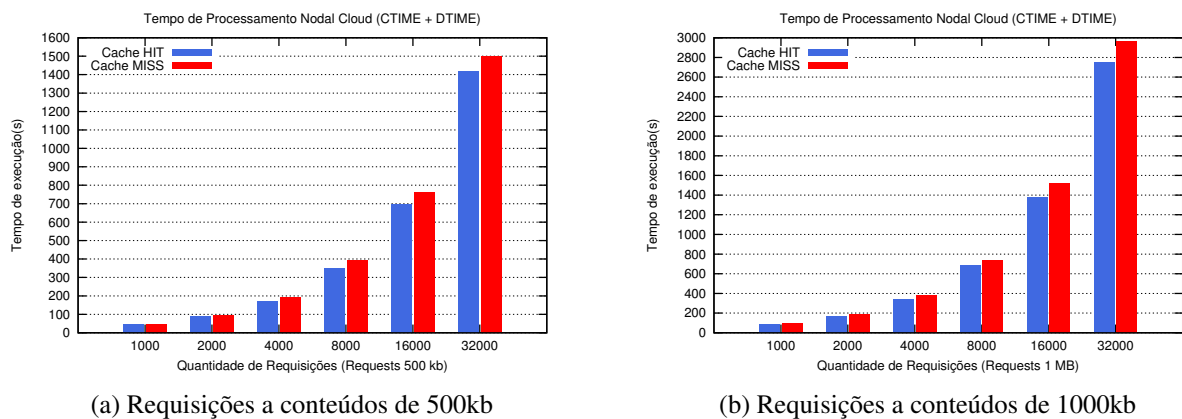 Tempo de Processamento Nodal Cloud (CTIME + DTIME)
1600
1500
1400
1300
1200
1100
1000
900
800
700
600
500
400
300
200
100
0
Tempo de execução(s)
Cache HIT
Cache MISS
1000 2000 4000 8000 16000 32000
Quantidade de Requisições (Requests 500 kb)
(a) Requisições a conteúdos de 500kb
Tempo de Processamento Nodal Cloud (CTIME + DTIME)
3000
2800
2600
2400
2200
2000
1800
1600
1400
1200
1000
800
600
400
200
0
Tempo de execução(s)
Cache HIT
Cache MISS
1000 2000 4000 8000 16000 32000
Quantidade de Requisições (Requests 1 MB)
(b) Requisições a conteúdos de 1000kb